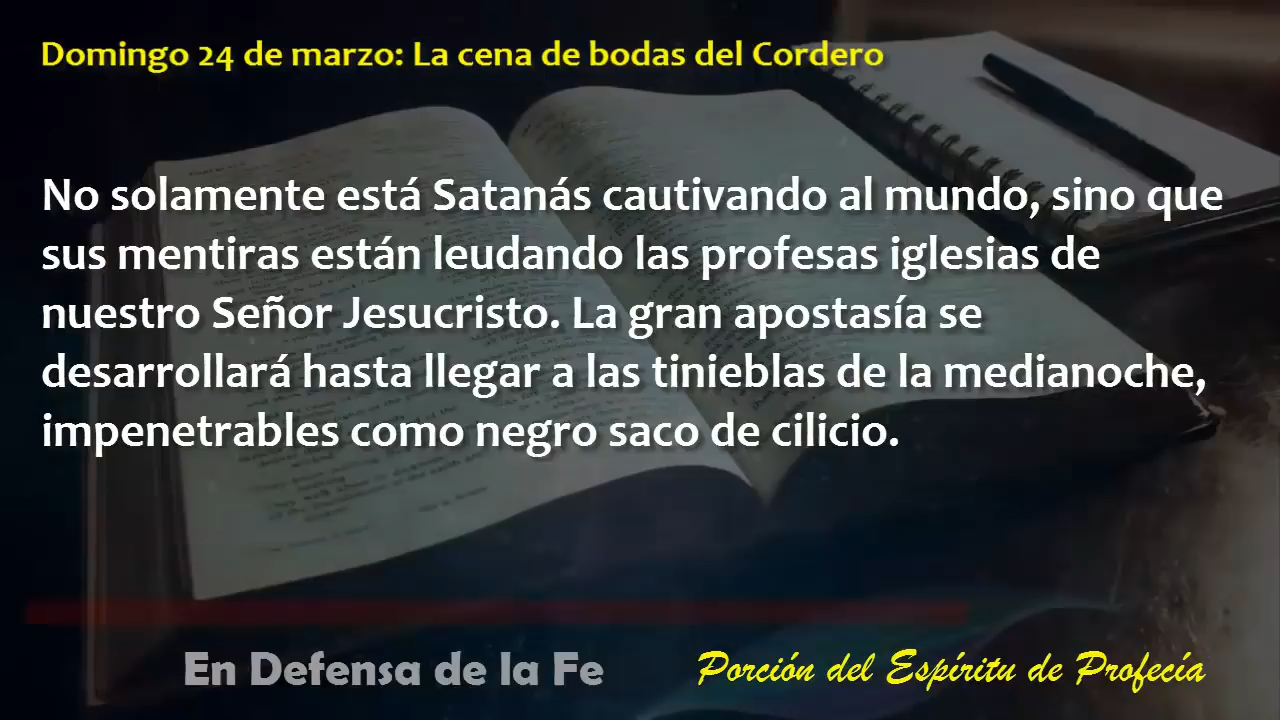 Domingo 24 de marzo: La cena de bodas del Cordero
No solamente está Satanás cautivando al mundo, sino que
sus mentiras están leudando las profesas iglesias de
nuestro Señor Jesucristo. La gran apostasía se
desarrollará hasta llegar a las tinieblas de la medianoche,
impenetrables como negro saco de cilicio.
En Defensa de la Fe
Porción del Espíritu de Profecía